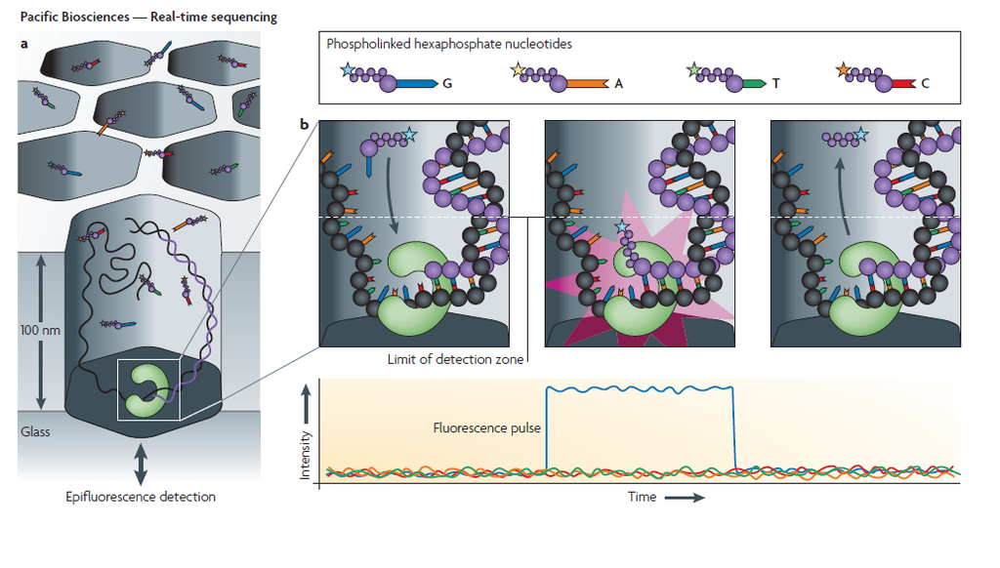 Pacific Biosciences — Real-time sequencing
a
Phospholinked hexaphosphate nucleotides
G
A
T
C
b
100 nm
Limit of detection zone
Glass
Fluorescence pulse
Intensity
Epifluorescence detection
Time